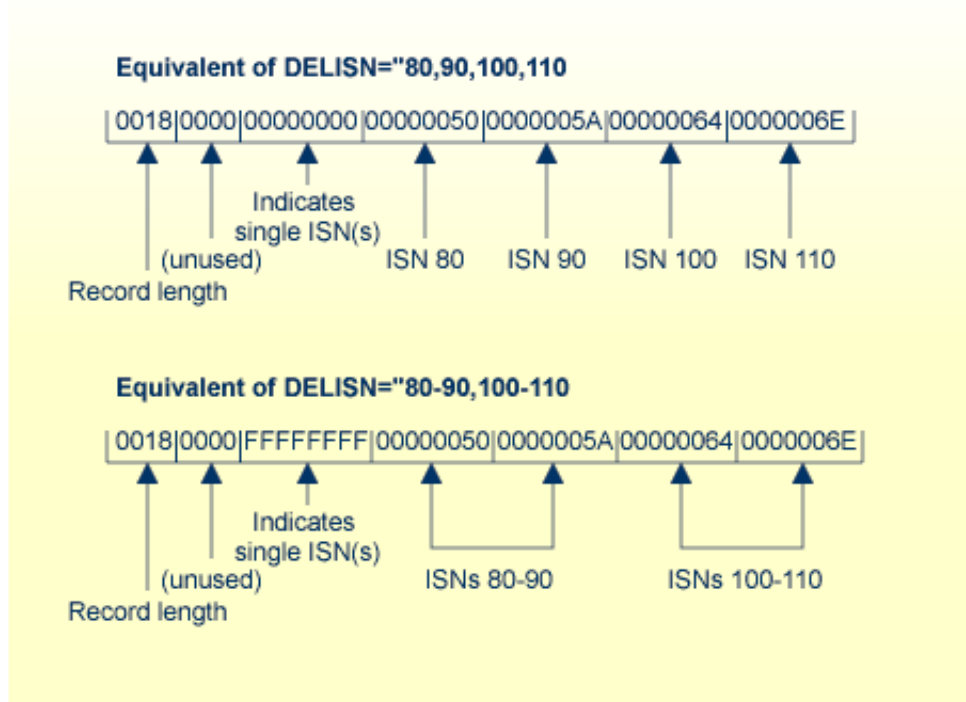 Equivalent of DELISN="80,90,100,110
0018|0000|00000000|00000050|0000005A|00000064|0000006E
Indicates
single ISN(s)
(unused)
ISN 80
ISN 90
ISN 100
ISN 110
Record length
Equivalent of DELISN="80-90,100-110
0018|0000|FFFFFFFF|00000050|0000005A|00000064|0000006E
Indicates
single ISN(s)
(unused)
ISNs 80-90
ISNs 100-110
Record length